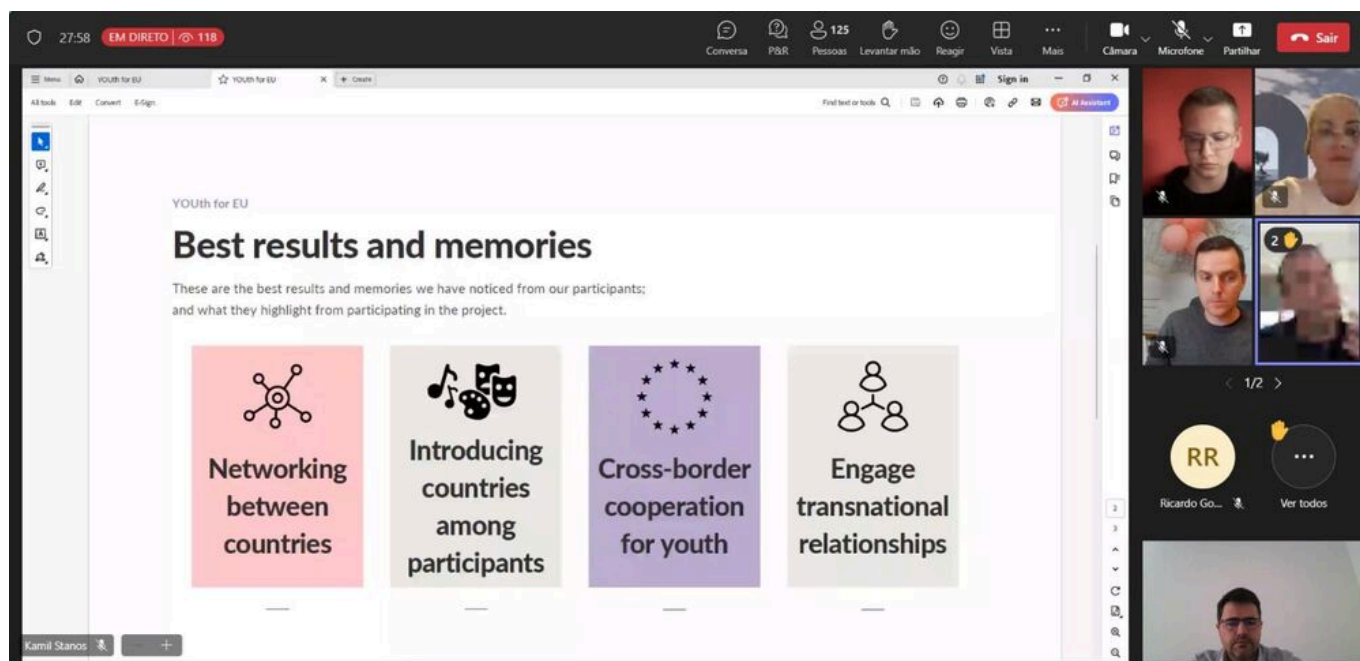 27:58
EM DIRETO | 118
Conversa
P&R
125
Pessoas
Levantar mão
Reagir
Vista
Mais
Câmara
Microfone
Partilhar
Sair
Menu
YOUth for EU
YOUth for EU
+ Create
Sign in
All tools Edit Convert E-Sign
Find text or tools
AI Assistant
YOUth for EU
Best results and memories
These are the best results and memories we have noticed from our participants;
and what they highlight from participating in the project.
Networking
between
countries
Introducing
countries
among
participants
Cross-border
cooperation
for youth
Engage
transnational
relationships
2
3
Kamil Stanos
2
1/2
RR
Ricardo Go...
Ver todos